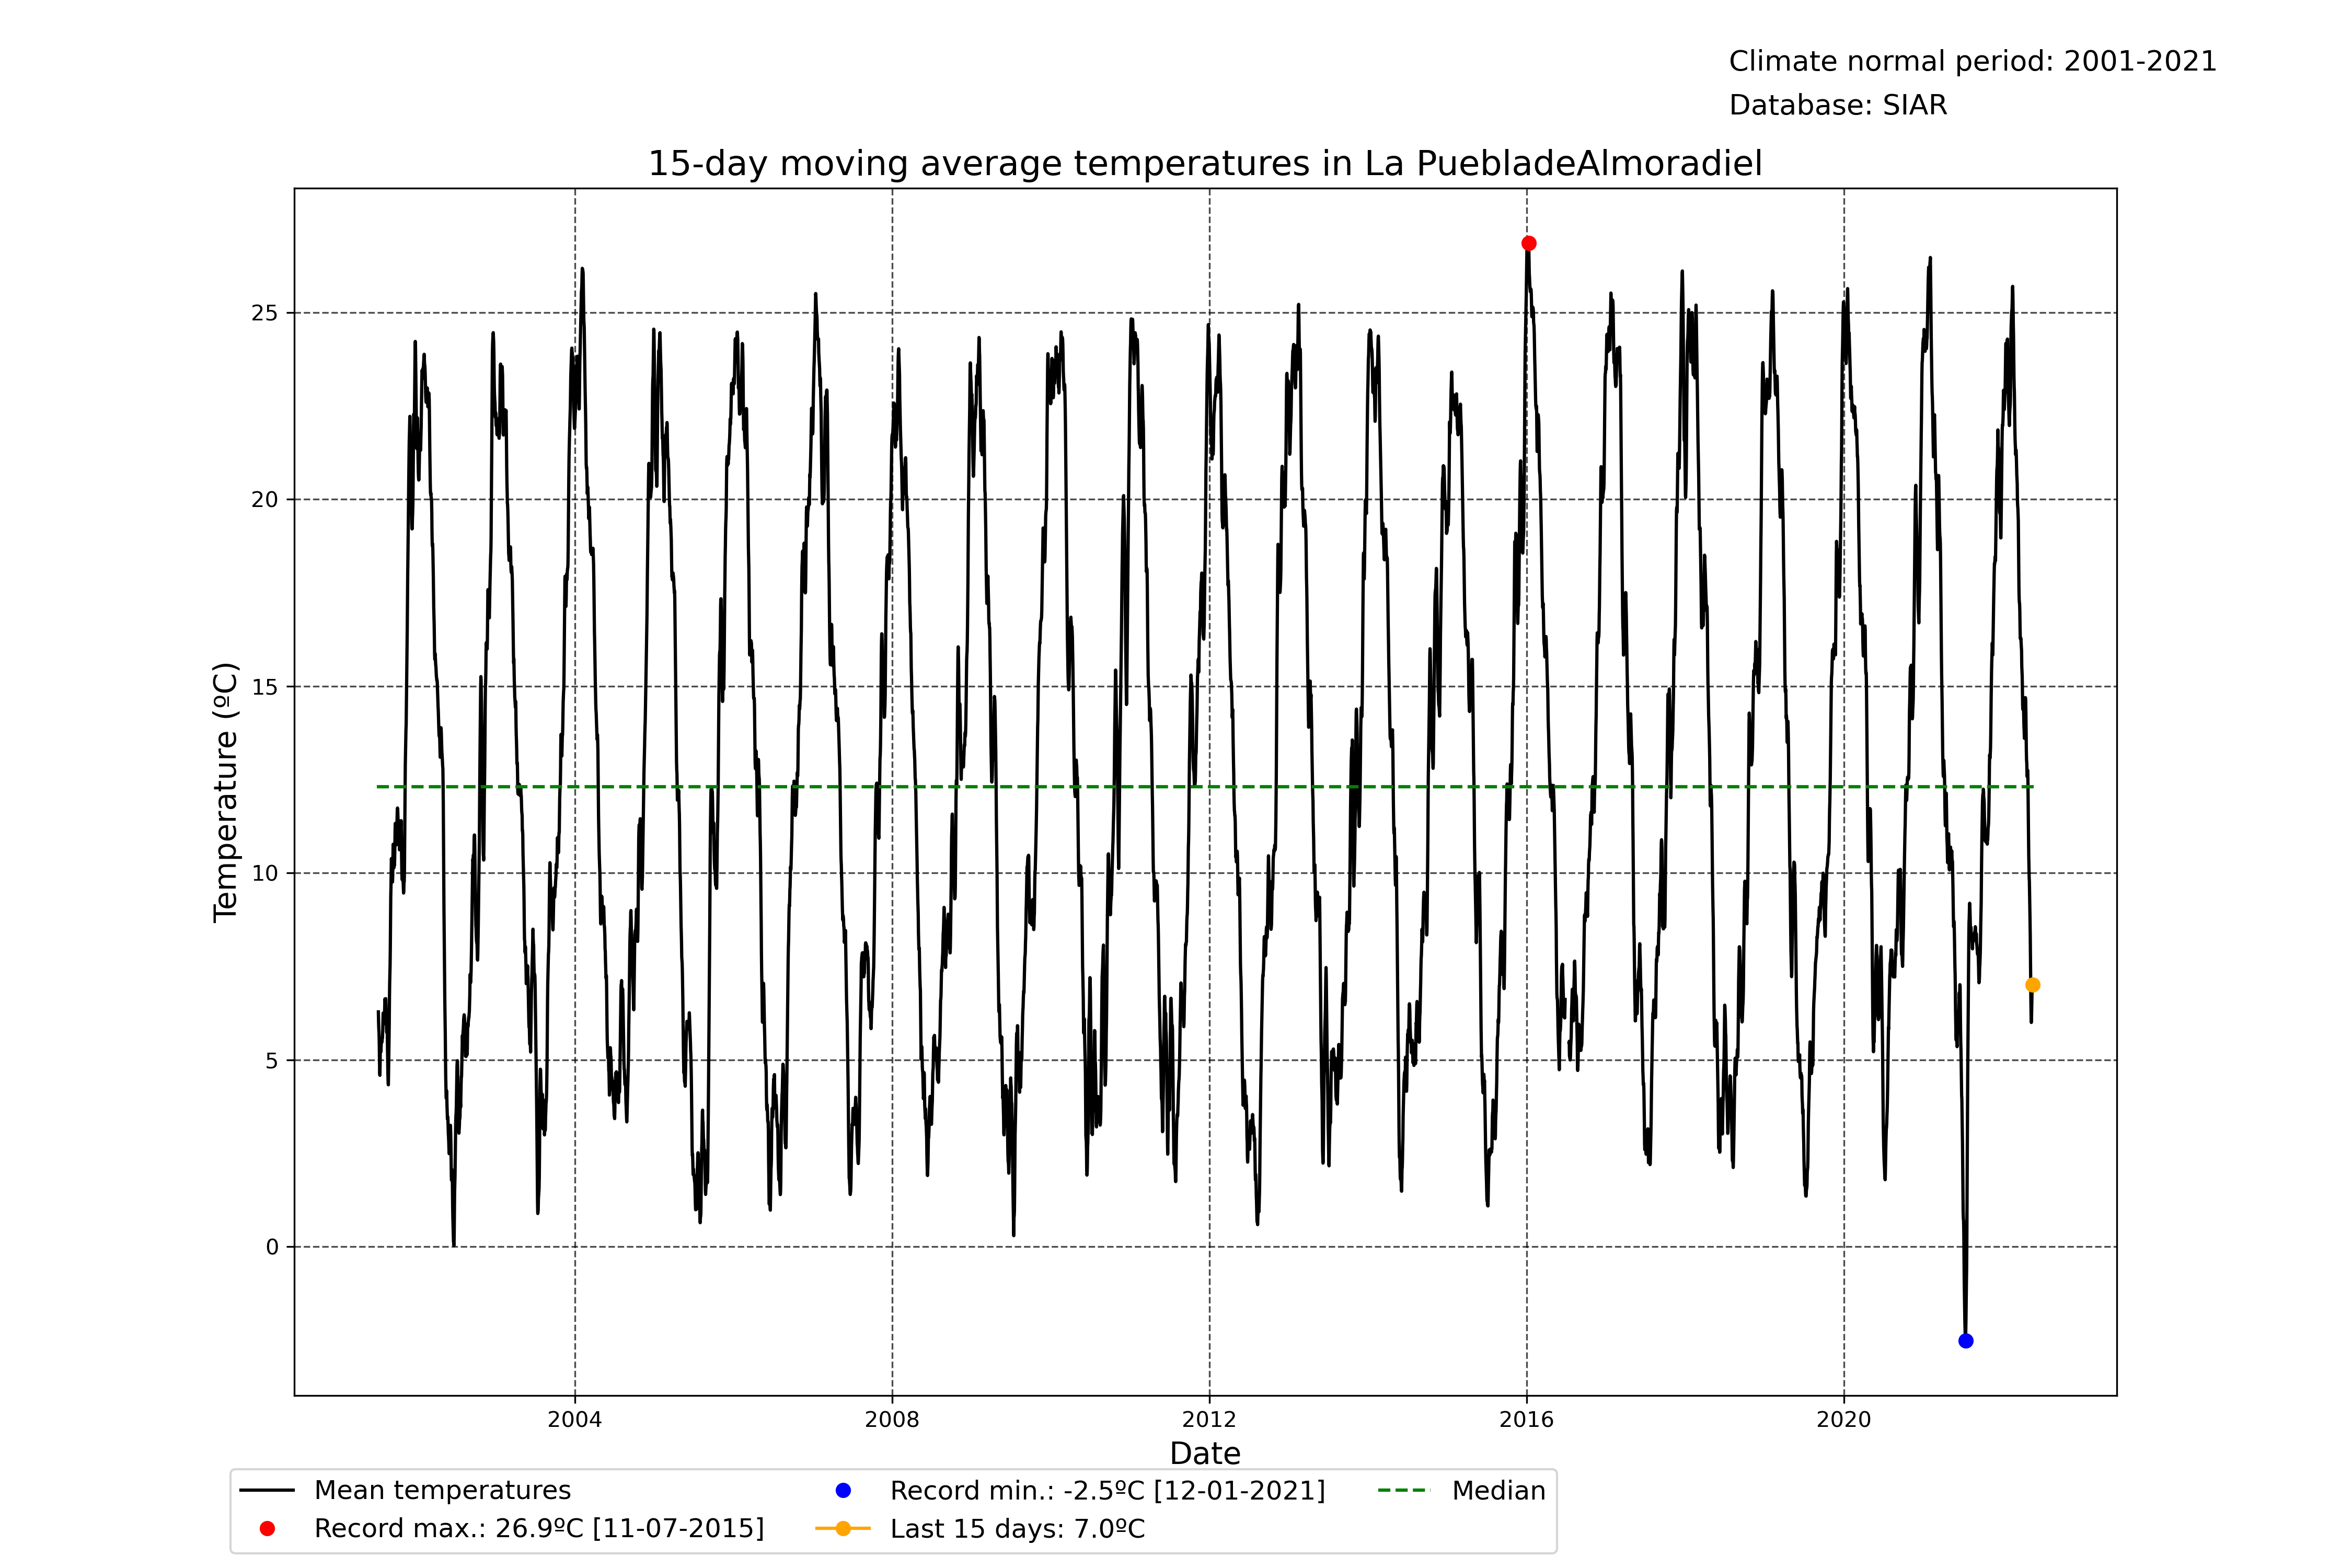 Climate normal period: 2001-2021
Database: SIAR
15-day moving average temperatures in La PuebladeAlmoradiel
Temperature (ºC)
25
20
15
10
5
0
2004 2008 2012 2016 2020
Date
Mean temperatures
Record max.: 26.9ºC [11-07-2015]
Record min.: -2.5ºC [12-01-2021]
Last 15 days: 7.0ºC
Median